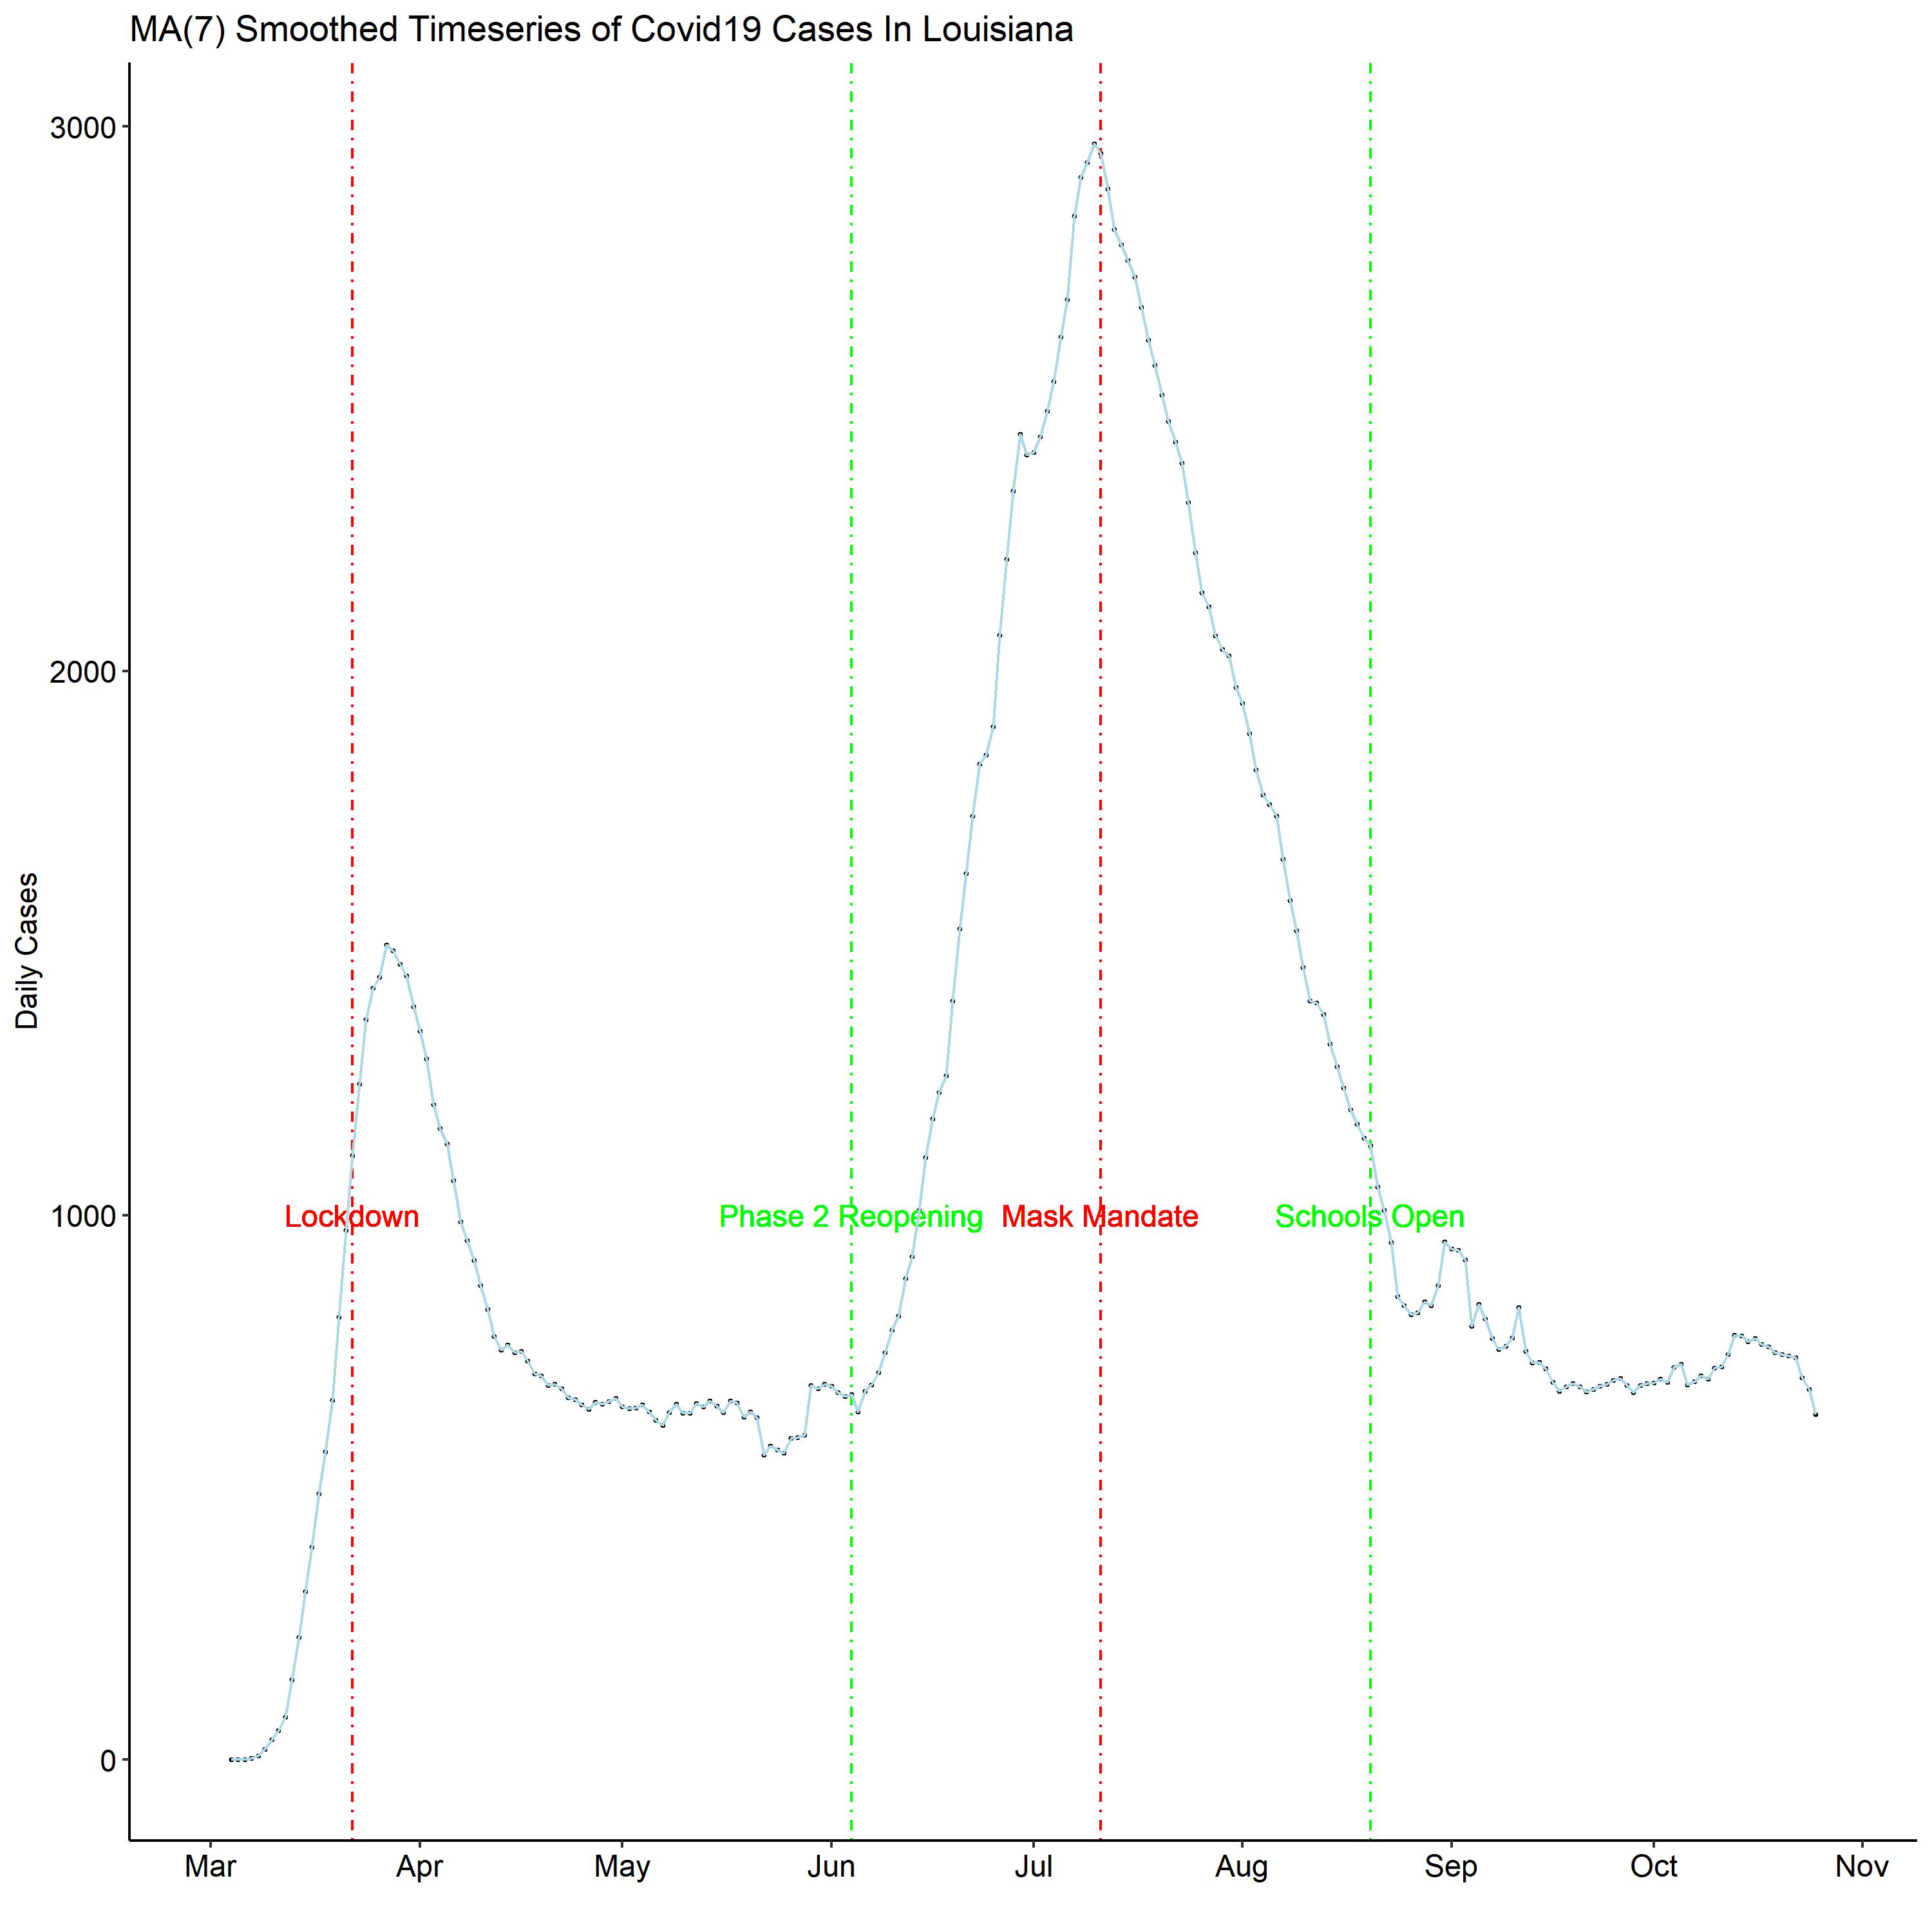 MA(7) Smoothed Timeseries of Covid19 Cases In Louisiana
3000
2000
1000
0
Daily Cases
Lockdown
Phase 2 Reopening
Mask Mandate
Schools Open
Mar
Apr
May
Jun
Jul
Aug
Sep
Oct
Nov